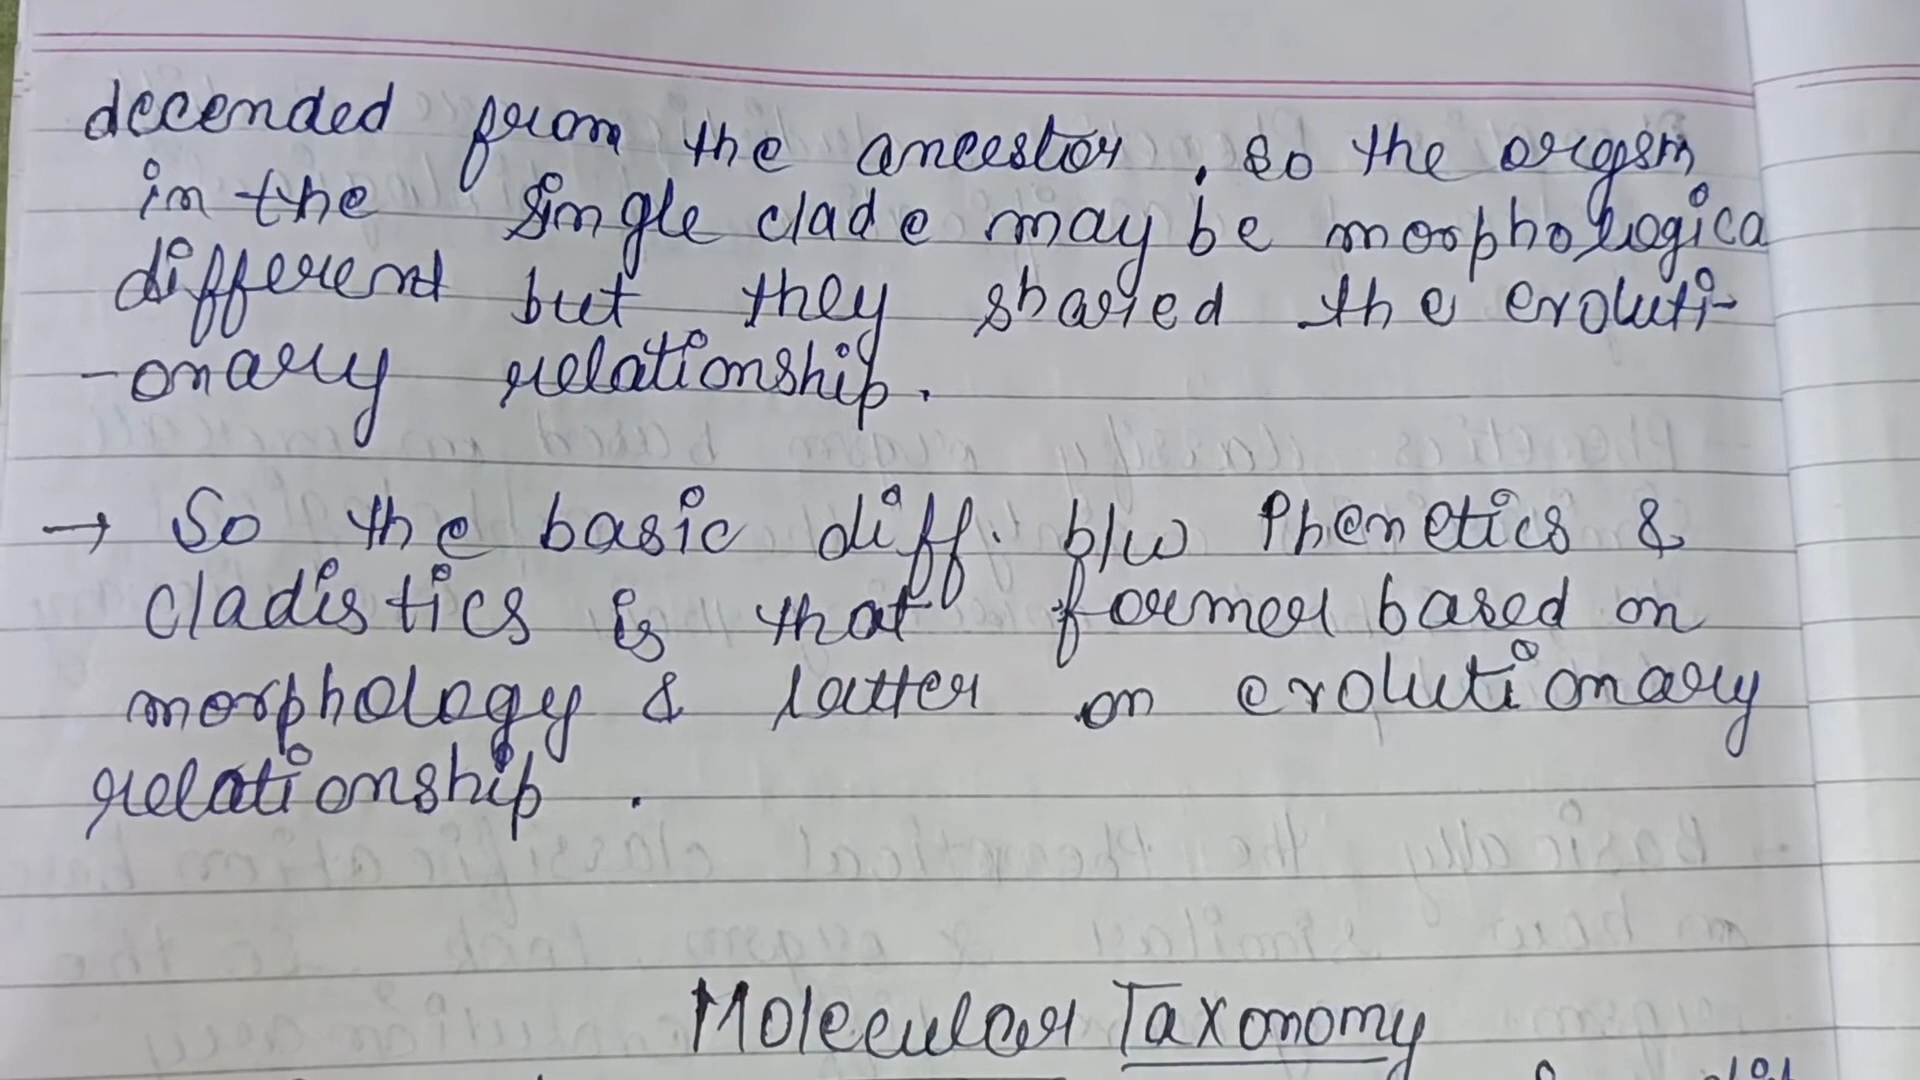 decended from the ancestor, so the orgsm
in the single clade may be morphologica
different but they shared the evoluti-
-onary relationship.
→ So the basic diff. b/w Phenetics &
cladistics is that former based on
morphology & latter on evolutionary
relationship.
Molecular Taxonomy